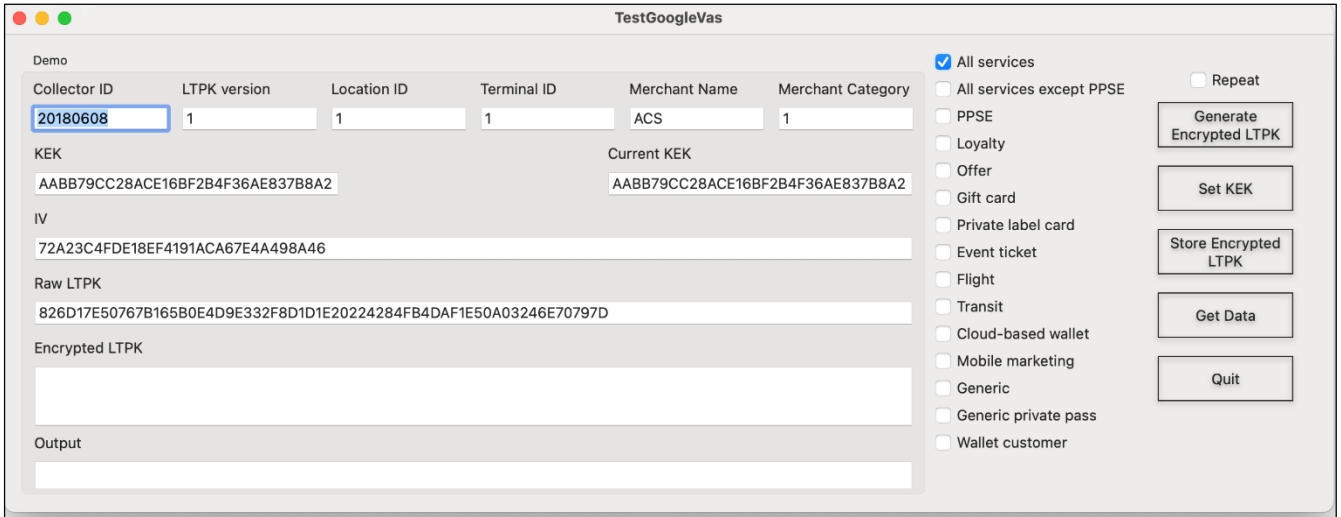 TestGoogleVas
Demo
Collector ID LTPK version Location ID Terminal ID Merchant Name Merchant Category
20180608 1 1 1 ACS 1
KEK Current KEK
AABB79CC28ACE16BF2B4F36AE837B8A2 AABB79CC28ACE16BF2B4F36AE837B8A2
IV
72A23C4FDE18EF4191ACA67E4A498A46
Raw LTPK
826D17E50767B165B0E4D9E332F8D1D1E20224284FB4DAF1E50A03246E70797D
Encrypted LTPK
Output
All services
All services except PPSE
PPSE
Loyalty
Offer
Gift card
Private label card
Event ticket
Flight
Transit
Cloud-based wallet
Mobile marketing
Generic
Generic private pass
Wallet customer
Repeat
Generate
Encrypted LTPK
Set KEK
Store Encrypted
LTPK
Get Data
Quit